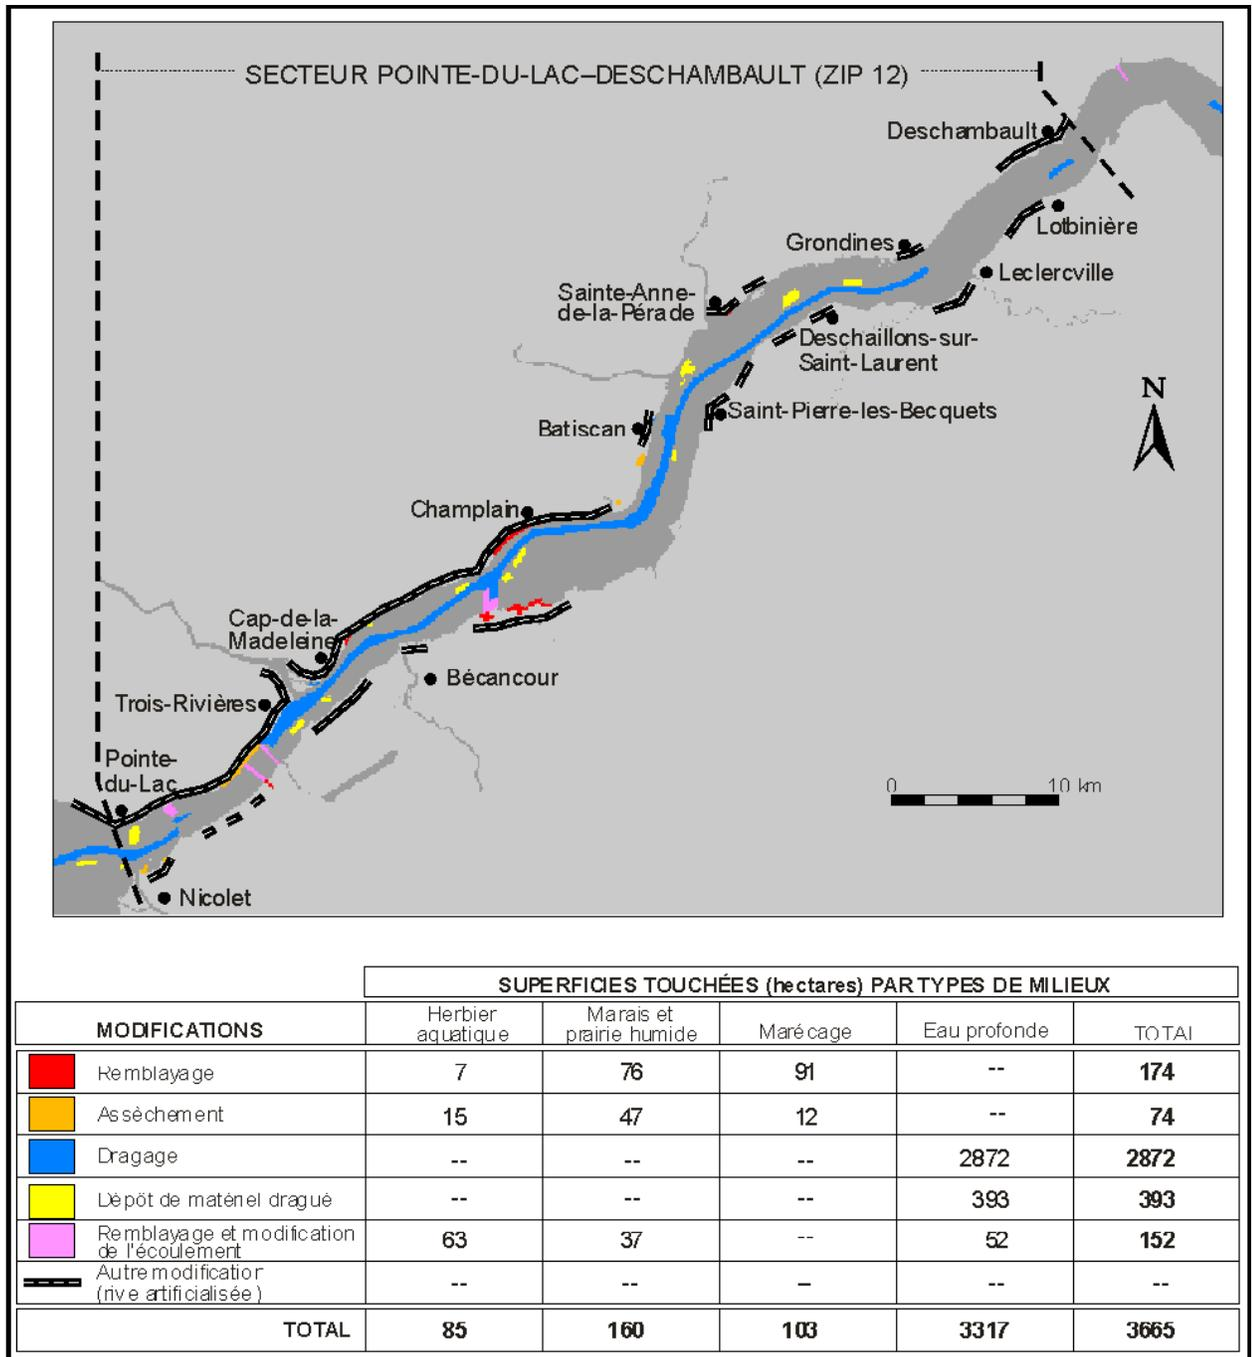 SECTEUR POINTE-DU-LAC–DESCHAMBAULT (ZIP 12)
Deschambault
Lotbinière
Grondines
Leclercville
Sainte-Anne-
de-la-Pérade
Deschaillons-sur-
Saint-Laurent
N
Saint-Pierre-les-Becquets
Batiscan
Champlain
Cap-de-la-
Madeleine
Bécancour
Trois-Rivières
Pointe-
du-Lac
0 10 km
Nicolet
SUPERFICIES TOUCHÉES (hectares) PAR TYPES DE MILIEUX
MODIFICATIONS
Herbier
aquatique
Marais et
prairie humide
Marécage
Eau profonde
TOTAL
Remblayage 7 76 91 -- 174
Assèchement 15 47 12 -- 74
Dragage -- -- -- 2872 2872
Dépôt de matériel dragué -- -- -- 393 393
Remblayage et modification
de l'écoulement 63 37 -- 52 152
Autre modification
(rive artificialisée) -- -- – -- --
TOTAL 85 160 103 3317 3665